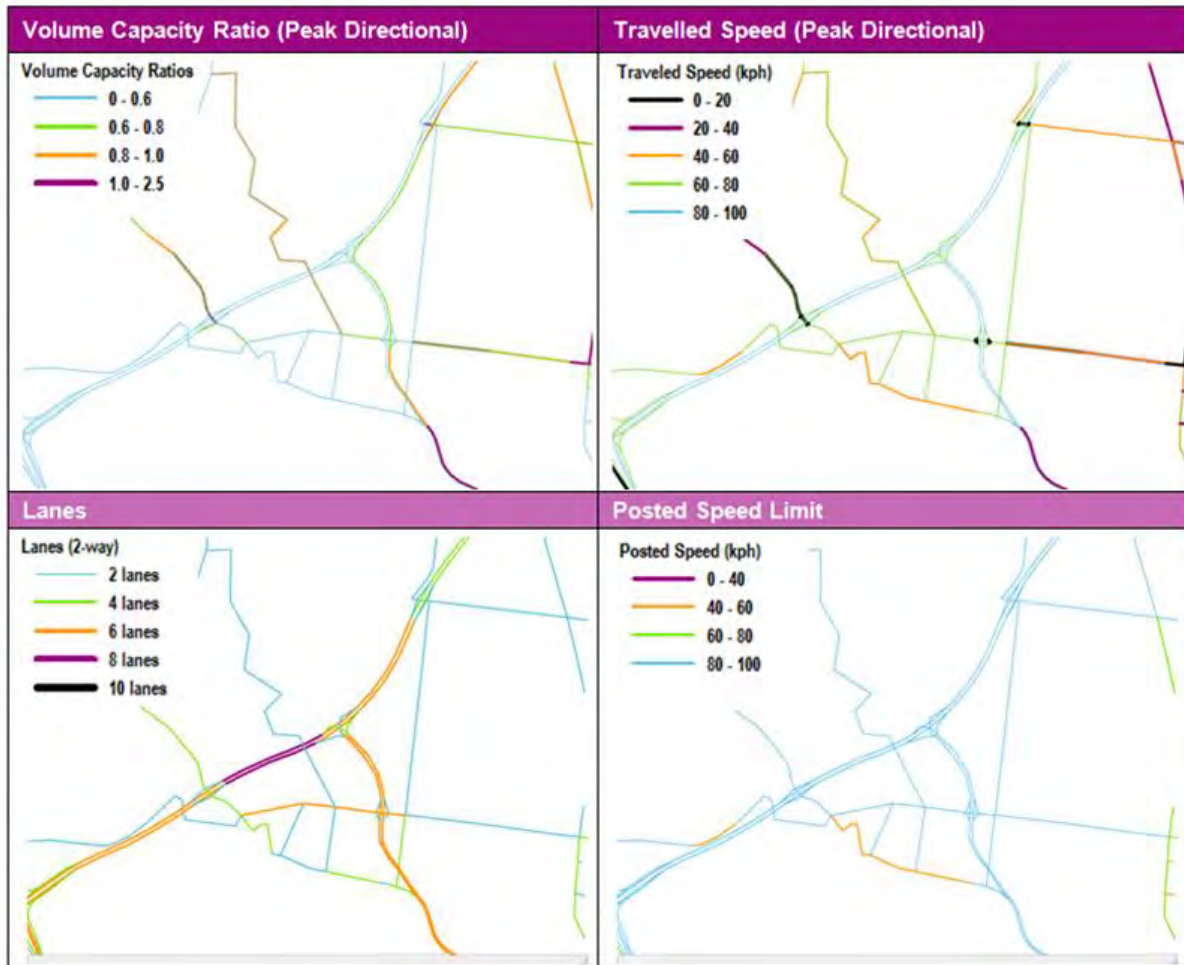 Volume Capacity Ratio (Peak Directional)
Volume Capacity Ratios
0 - 0.6
0.6 - 0.8
0.8 - 1.0
1.0 - 2.5
Travelled Speed (Peak Directional)
Traveled Speed (kph)
0 - 20
20 - 40
40 - 60
60 - 80
80 - 100
Lanes
Lanes (2-way)
2 lanes
4 lanes
6 lanes
8 lanes
10 lanes
Posted Speed Limit
Posted Speed (kph)
0 - 40
40 - 60
60 - 80
80 - 100